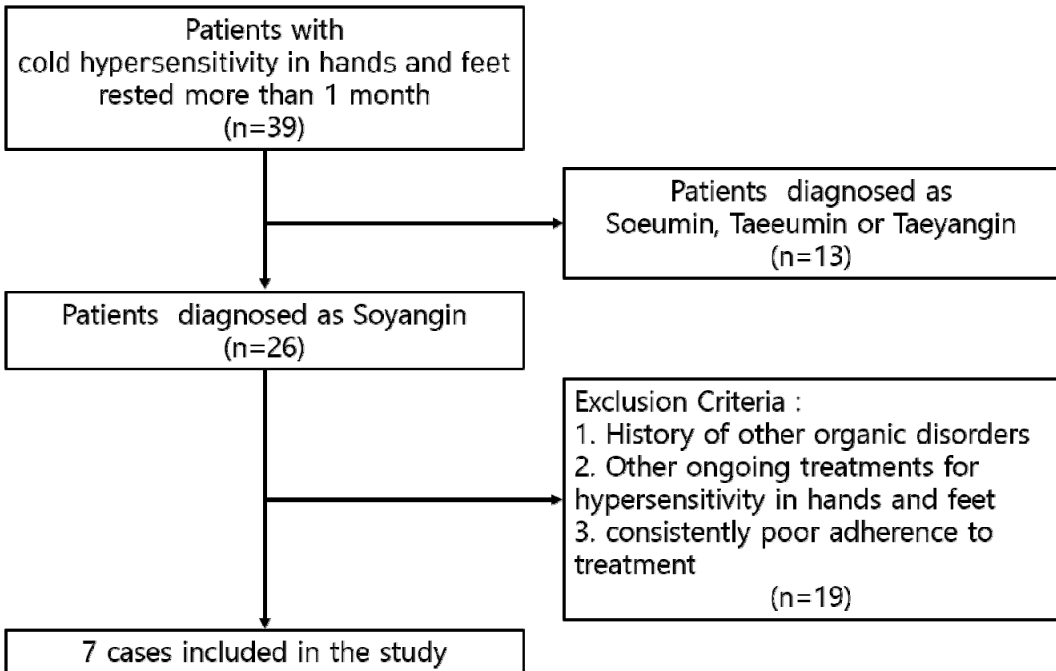 Patients with
cold hypersensitivity in hands and feet
rested more than 1 month
(n=39)
Patients diagnosed as
Soeumin, Taeeumin or Taeyangin
(n=13)
Patients diagnosed as Soyangin
(n=26)
Exclusion Criteria :
1. History of other organic disorders
2. Other ongoing treatments for
hypersensitivity in hands and feet
3. consistently poor adherence to
treatment
(n=19)
7 cases included in the study